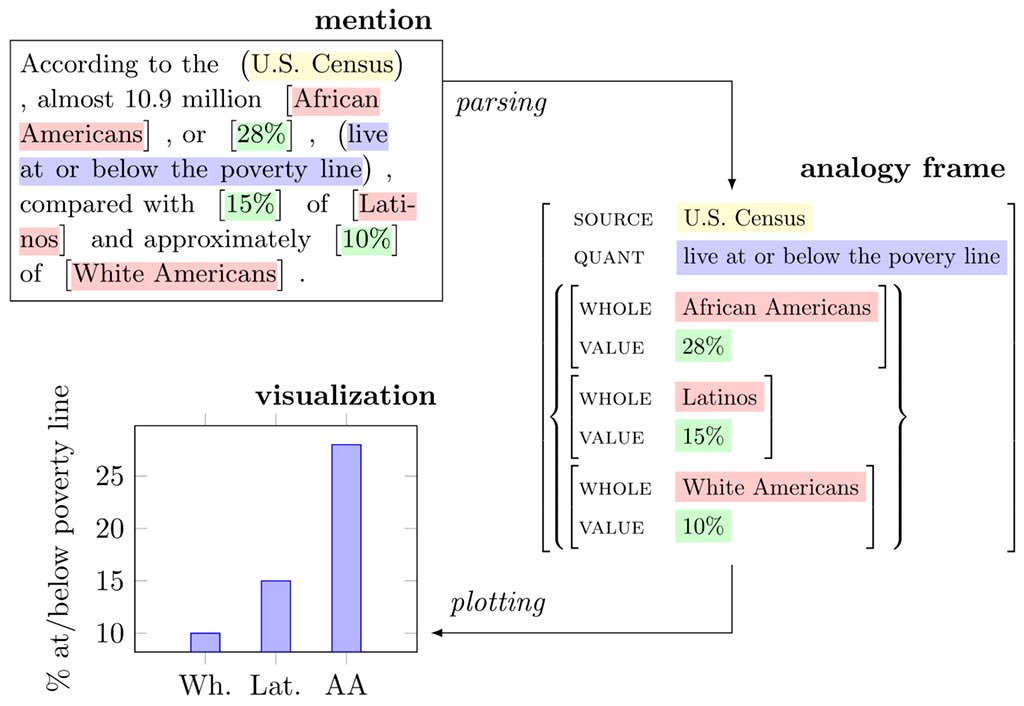 mention
According to the (U.S. Census)
, almost 10.9 million [African
Americans] , or [28%] , (live
at or below the poverty line) ,
compared with [15%] of [Lati-
nos] and approximately [10%]
of [White Americans] .
parsing
analogy frame
SOURCE U.S. Census
QUANT live at or below the povery line
WHOLE African Americans
VALUE 28%
WHOLE Latinos
VALUE 15%
WHOLE White Americans
VALUE 10%
plotting
visualization
% at/below poverty line
25
20
15
10
Wh. Lat. AA